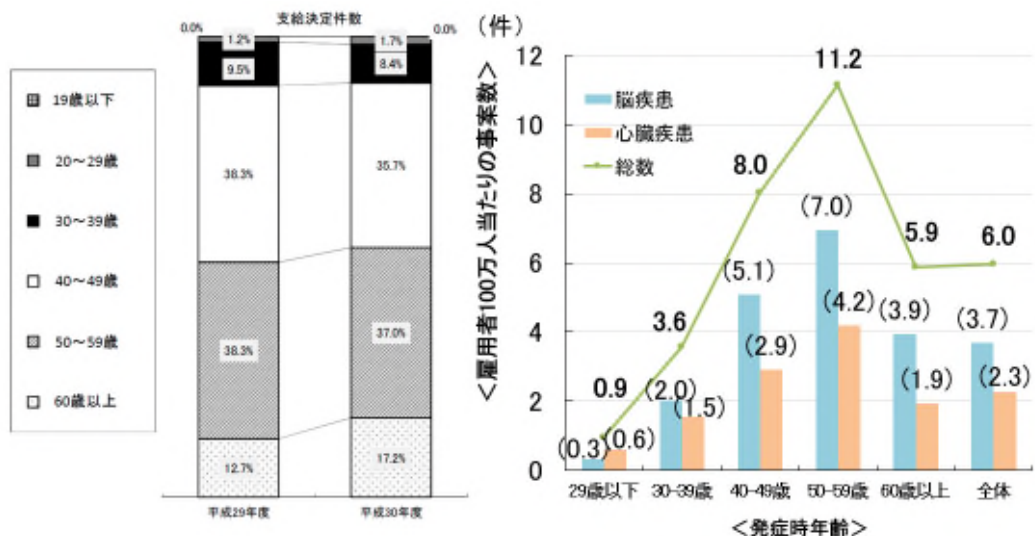 支給決定件数
0.0%
0.0%
1.2%
1.7%
9.5%
8.4%
38.3%
35.7%
38.3%
37.0%
12.7%
17.2%
平成29年度
平成30年度
19歳以下
20～29歳
30～39歳
40～49歳
50～59歳
60歳以上
(件)
＜雇用者100万人当たりの事案数＞
12
10
8
6
4
2
0
脳疾患
心臓疾患
総数
0.9
3.6
8.0
11.2
5.9
6.0
(0.3)
(0.6)
(2.0)
(1.5)
(5.1)
(2.9)
(7.0)
(4.2)
(3.9)
(1.9)
(3.7)
(2.3)
29歳以下
30-39歳
40-49歳
50-59歳
60歳以上
全体
＜発症時年齢＞